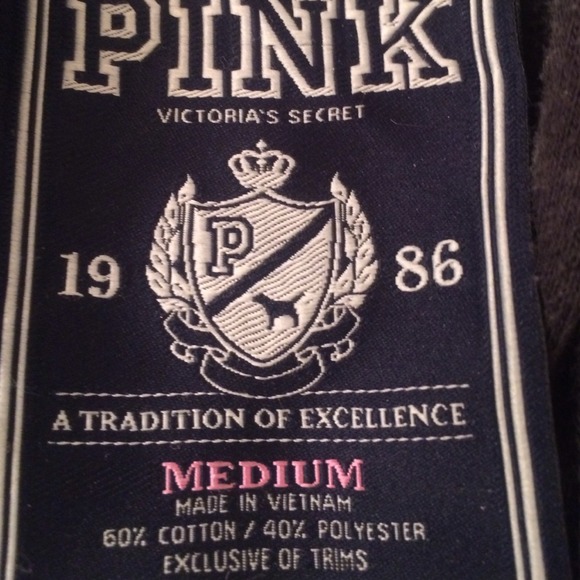 PINK
VICTORIA'S SECRET
P
19 86
A TRADITION OF EXCELLENCE
MEDIUM
MADE IN VIETNAM
60% COTTON / 40% POLYESTER
EXCLUSIVE OF TRIMS